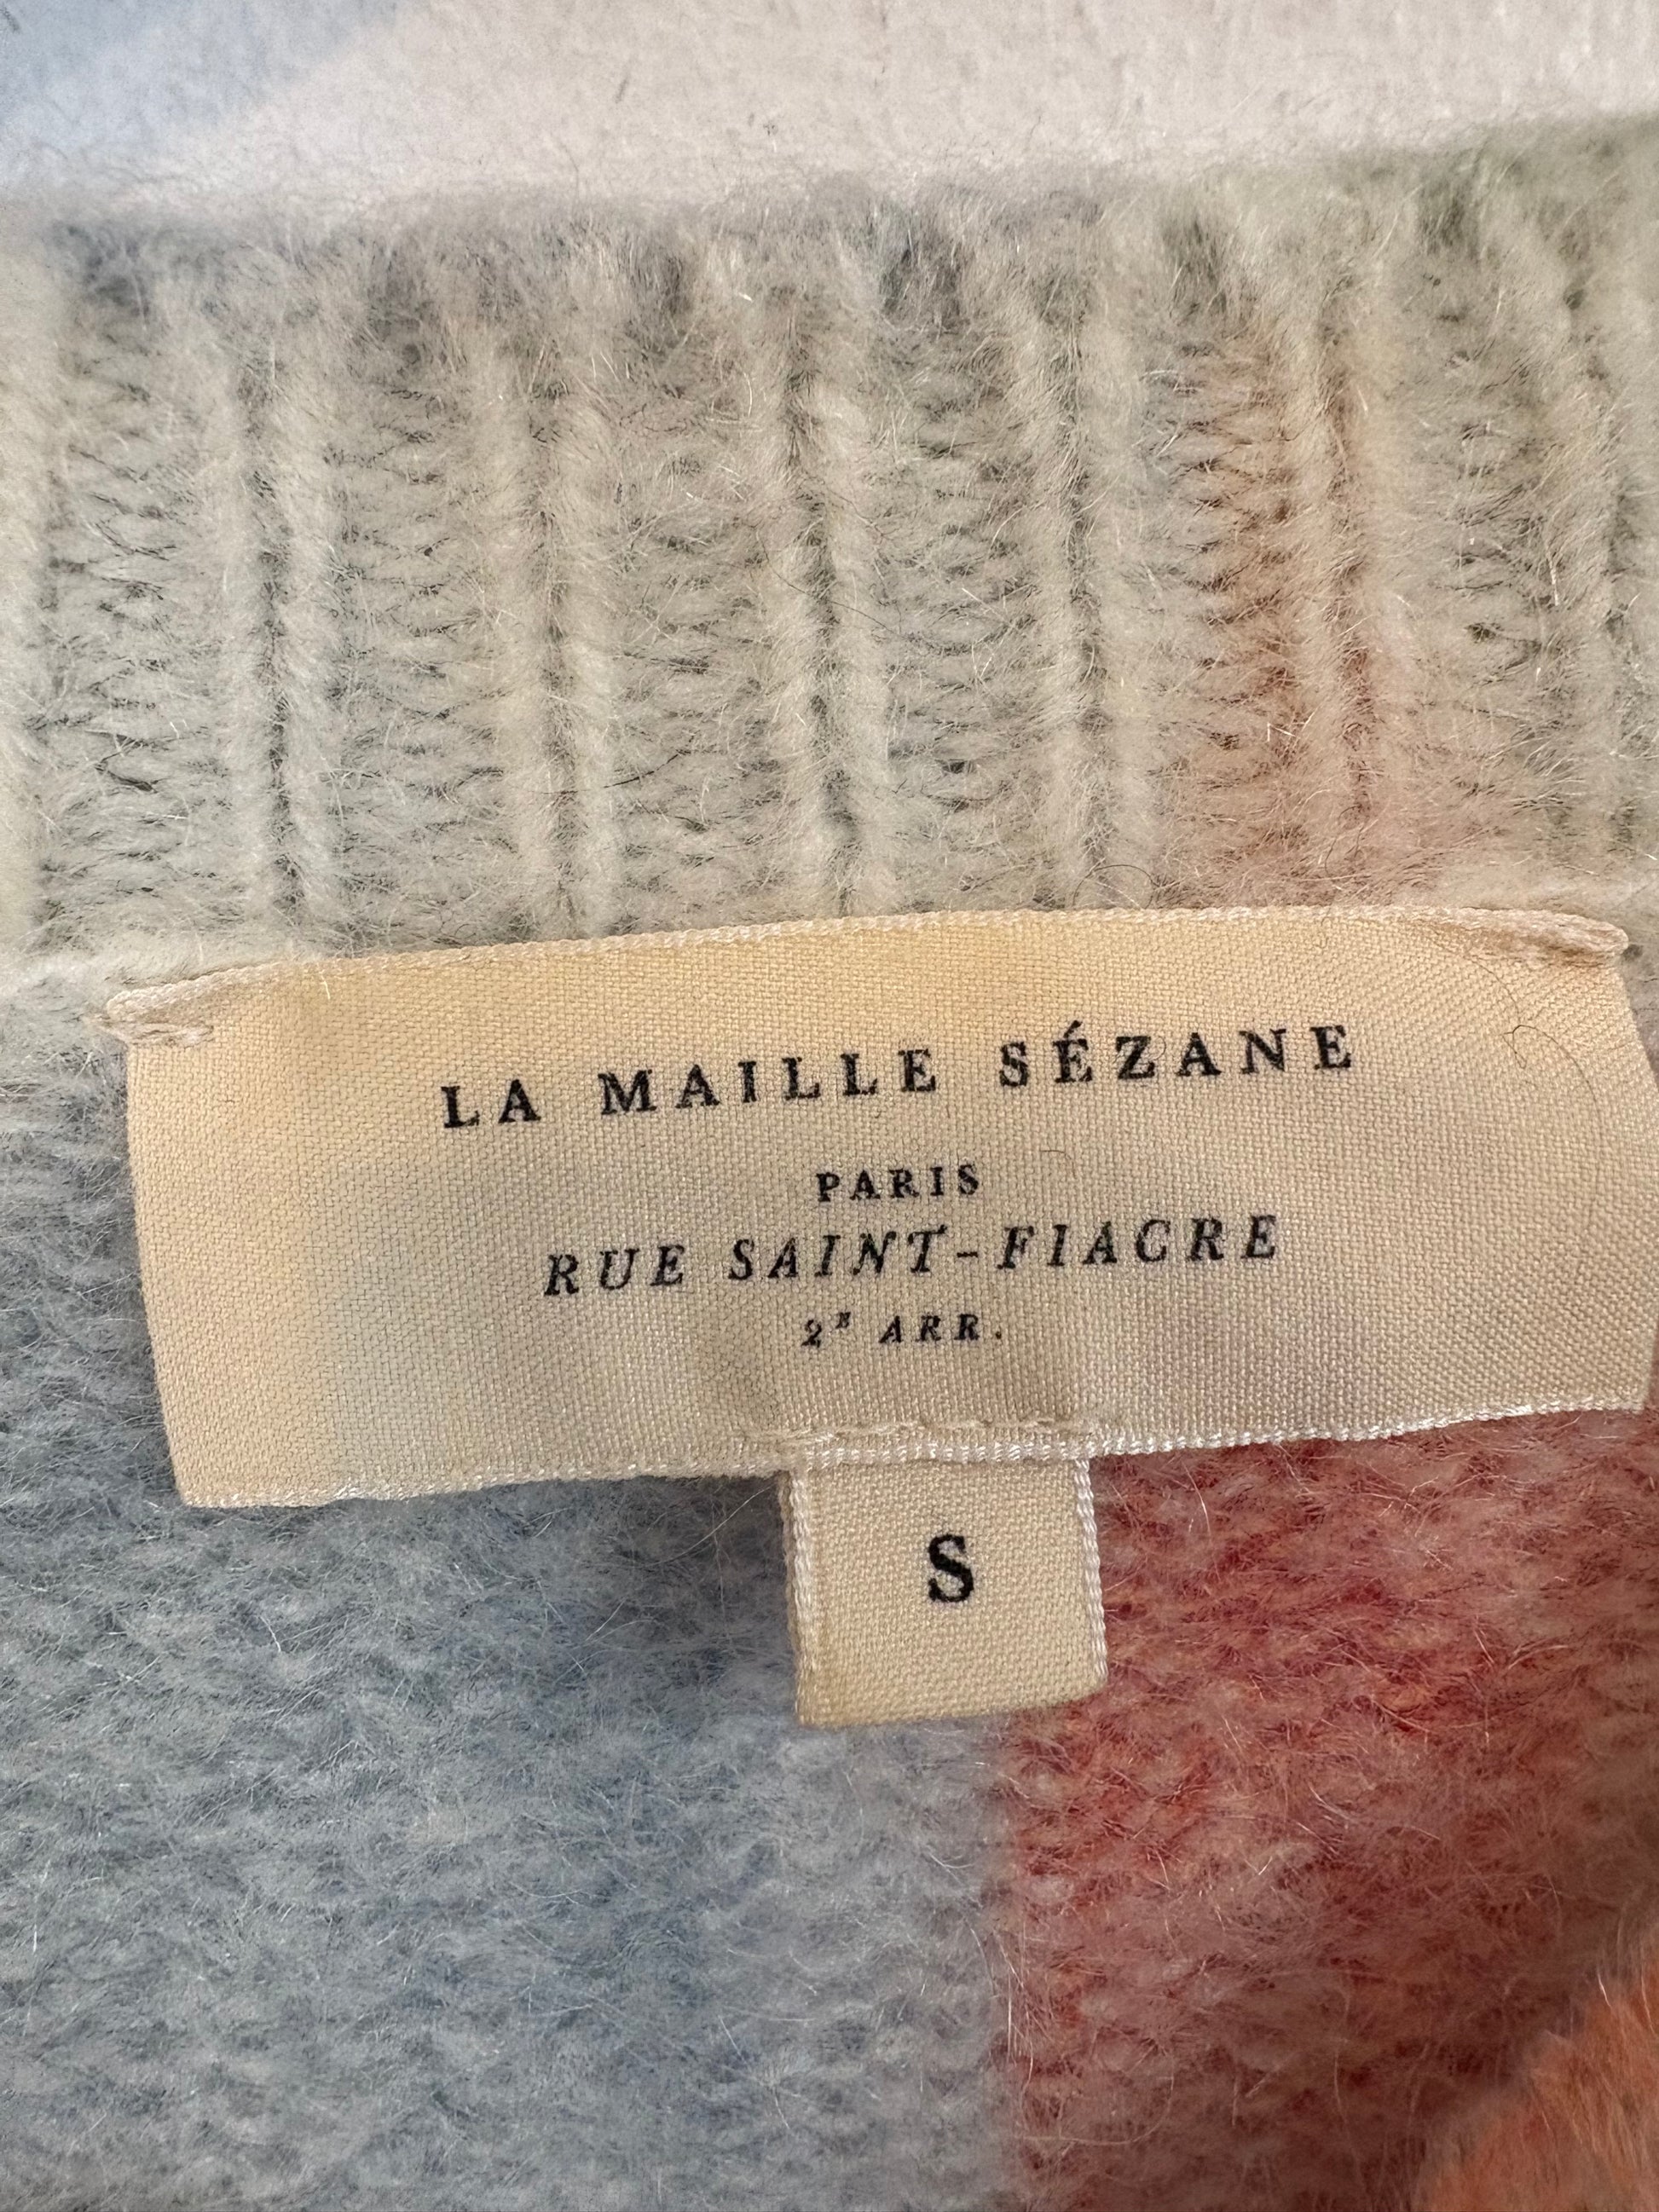 LA MAILLE SÉZANE
PARIS
RUE SAINT-FIACRE
2E ARR.
S